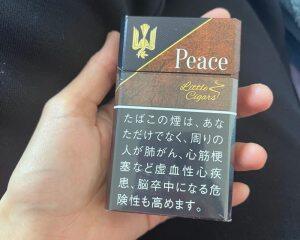 Peace
Little
Cigars
たばこの煙は、あな
ただけでなく、周りの
人が肺がん、心筋梗
塞など虚血性心疾
患、脳卒中になる危
険性も高めます。